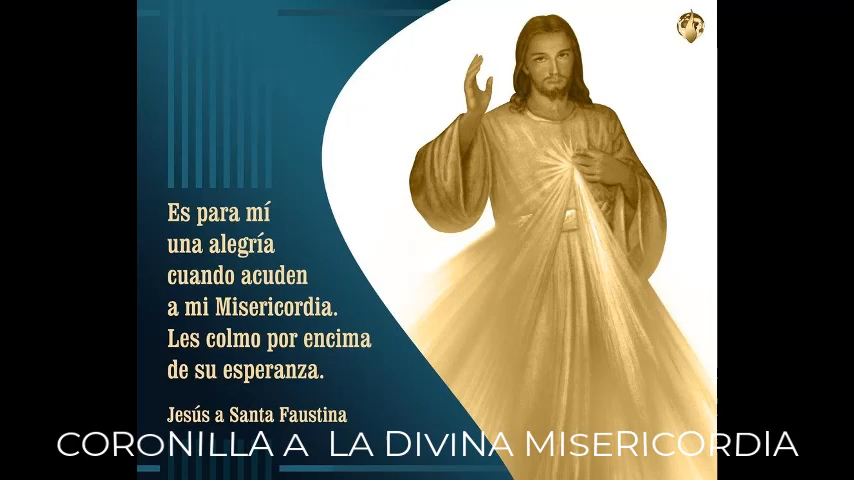 Es para mí
una alegría
cuando acuden
a mi Misericordia.
Les colmo por encima
de su esperanza.
Jesús a Santa Faustina
CORONILLA A LA DIVINA MISERICORDIA